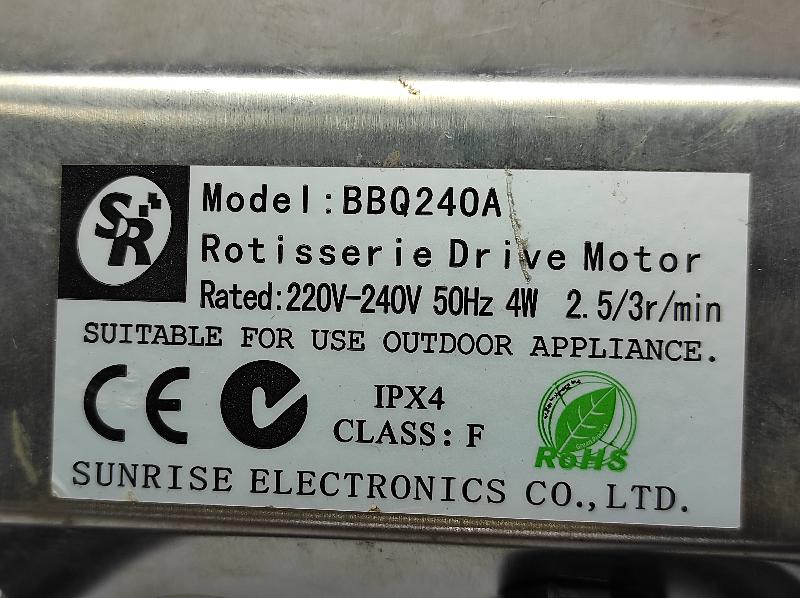 SR
Model:BBQ240A
Rotisserie Drive Motor
Rated:220V-240V 50Hz 4W 2.5/3r/min
SUITABLE FOR USE OUTDOOR APPLIANCE.
CE
IPX4
CLASS: F
RoHS
SUNRISE ELECTRONICS CO.,LTD.